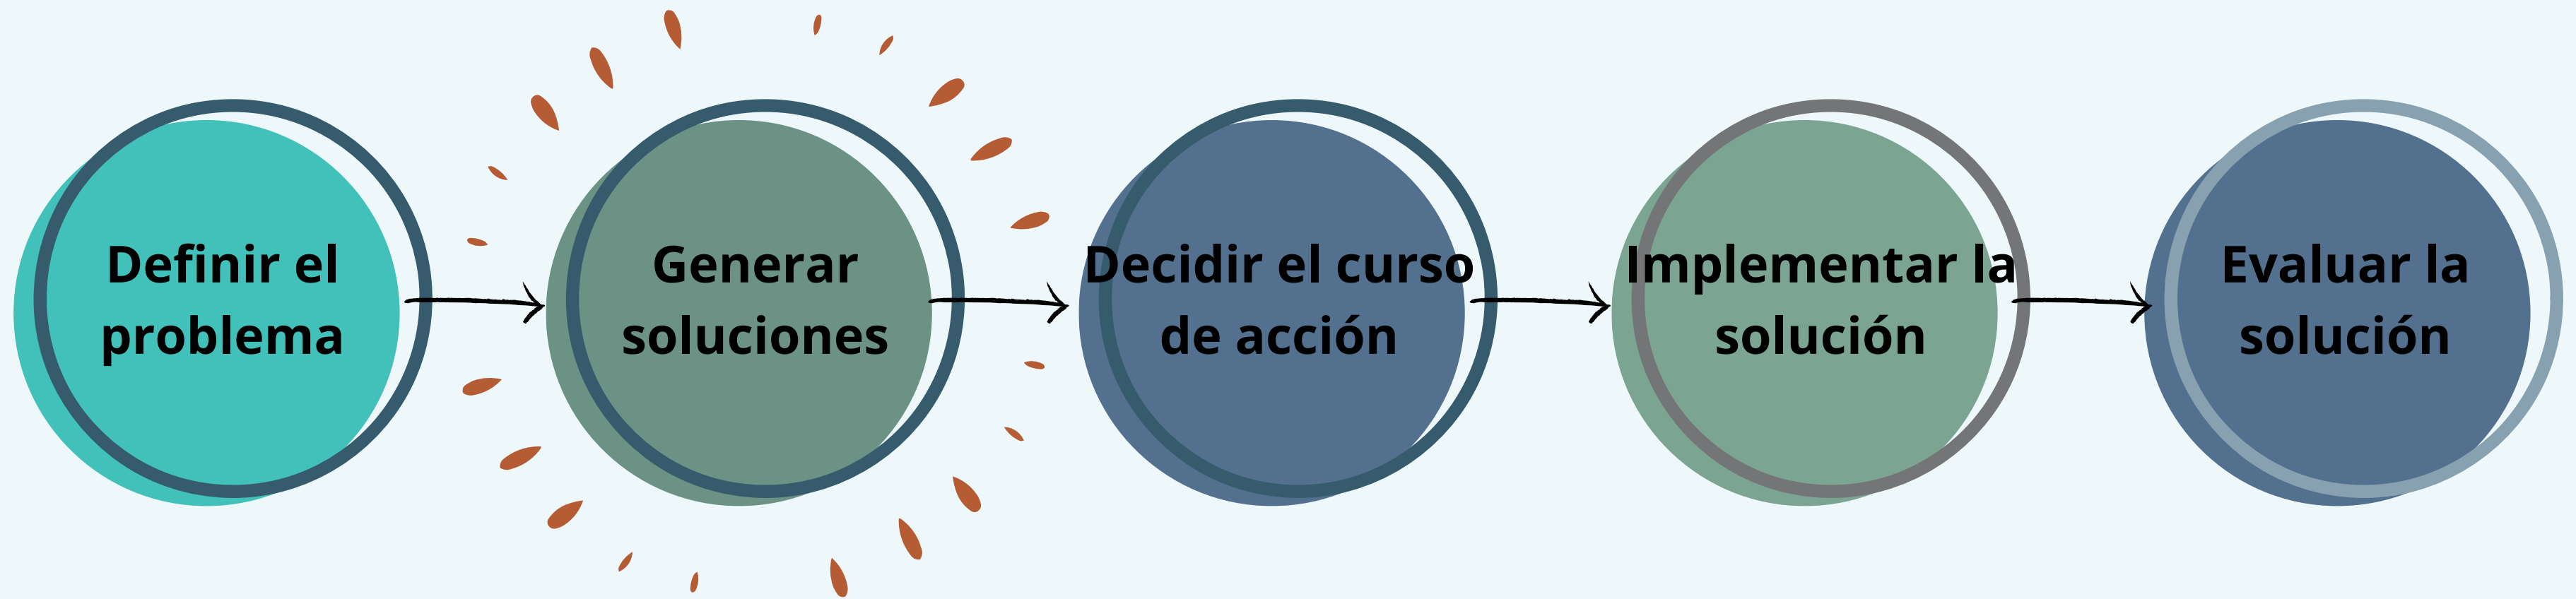 Definir el
problema
Generar
soluciones
Decidir el curso
de acción
Implementar la
solución
Evaluar la
solución